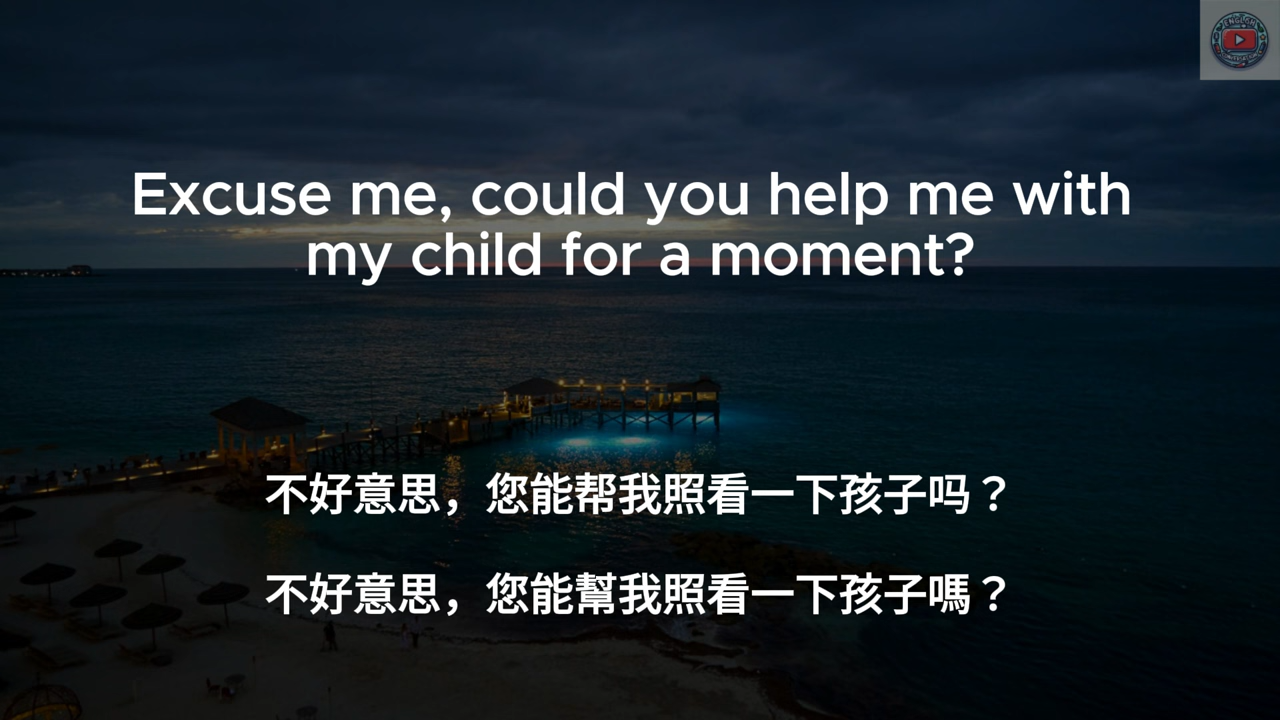 Excuse me, could you help me with
my child for a moment?
不好意思，您能帮我照看一下孩子吗？
不好意思，您能幫我照看一下孩子嗎？